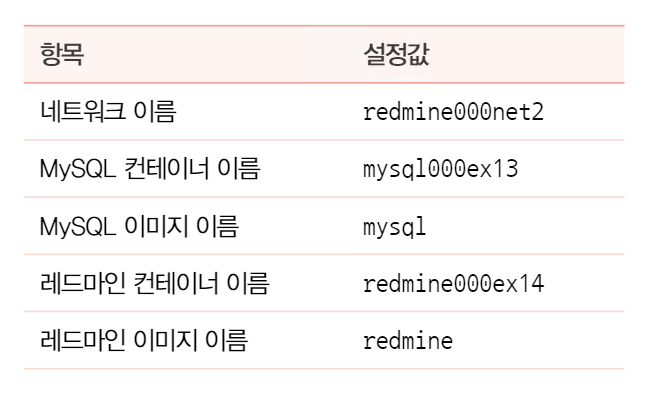 항목 설정값
네트워크 이름 redmine000net2
MySQL 컨테이너 이름 mysql000ex13
MySQL 이미지 이름 mysql
레드마인 컨테이너 이름 redmine000ex14
레드마인 이미지 이름 redmine